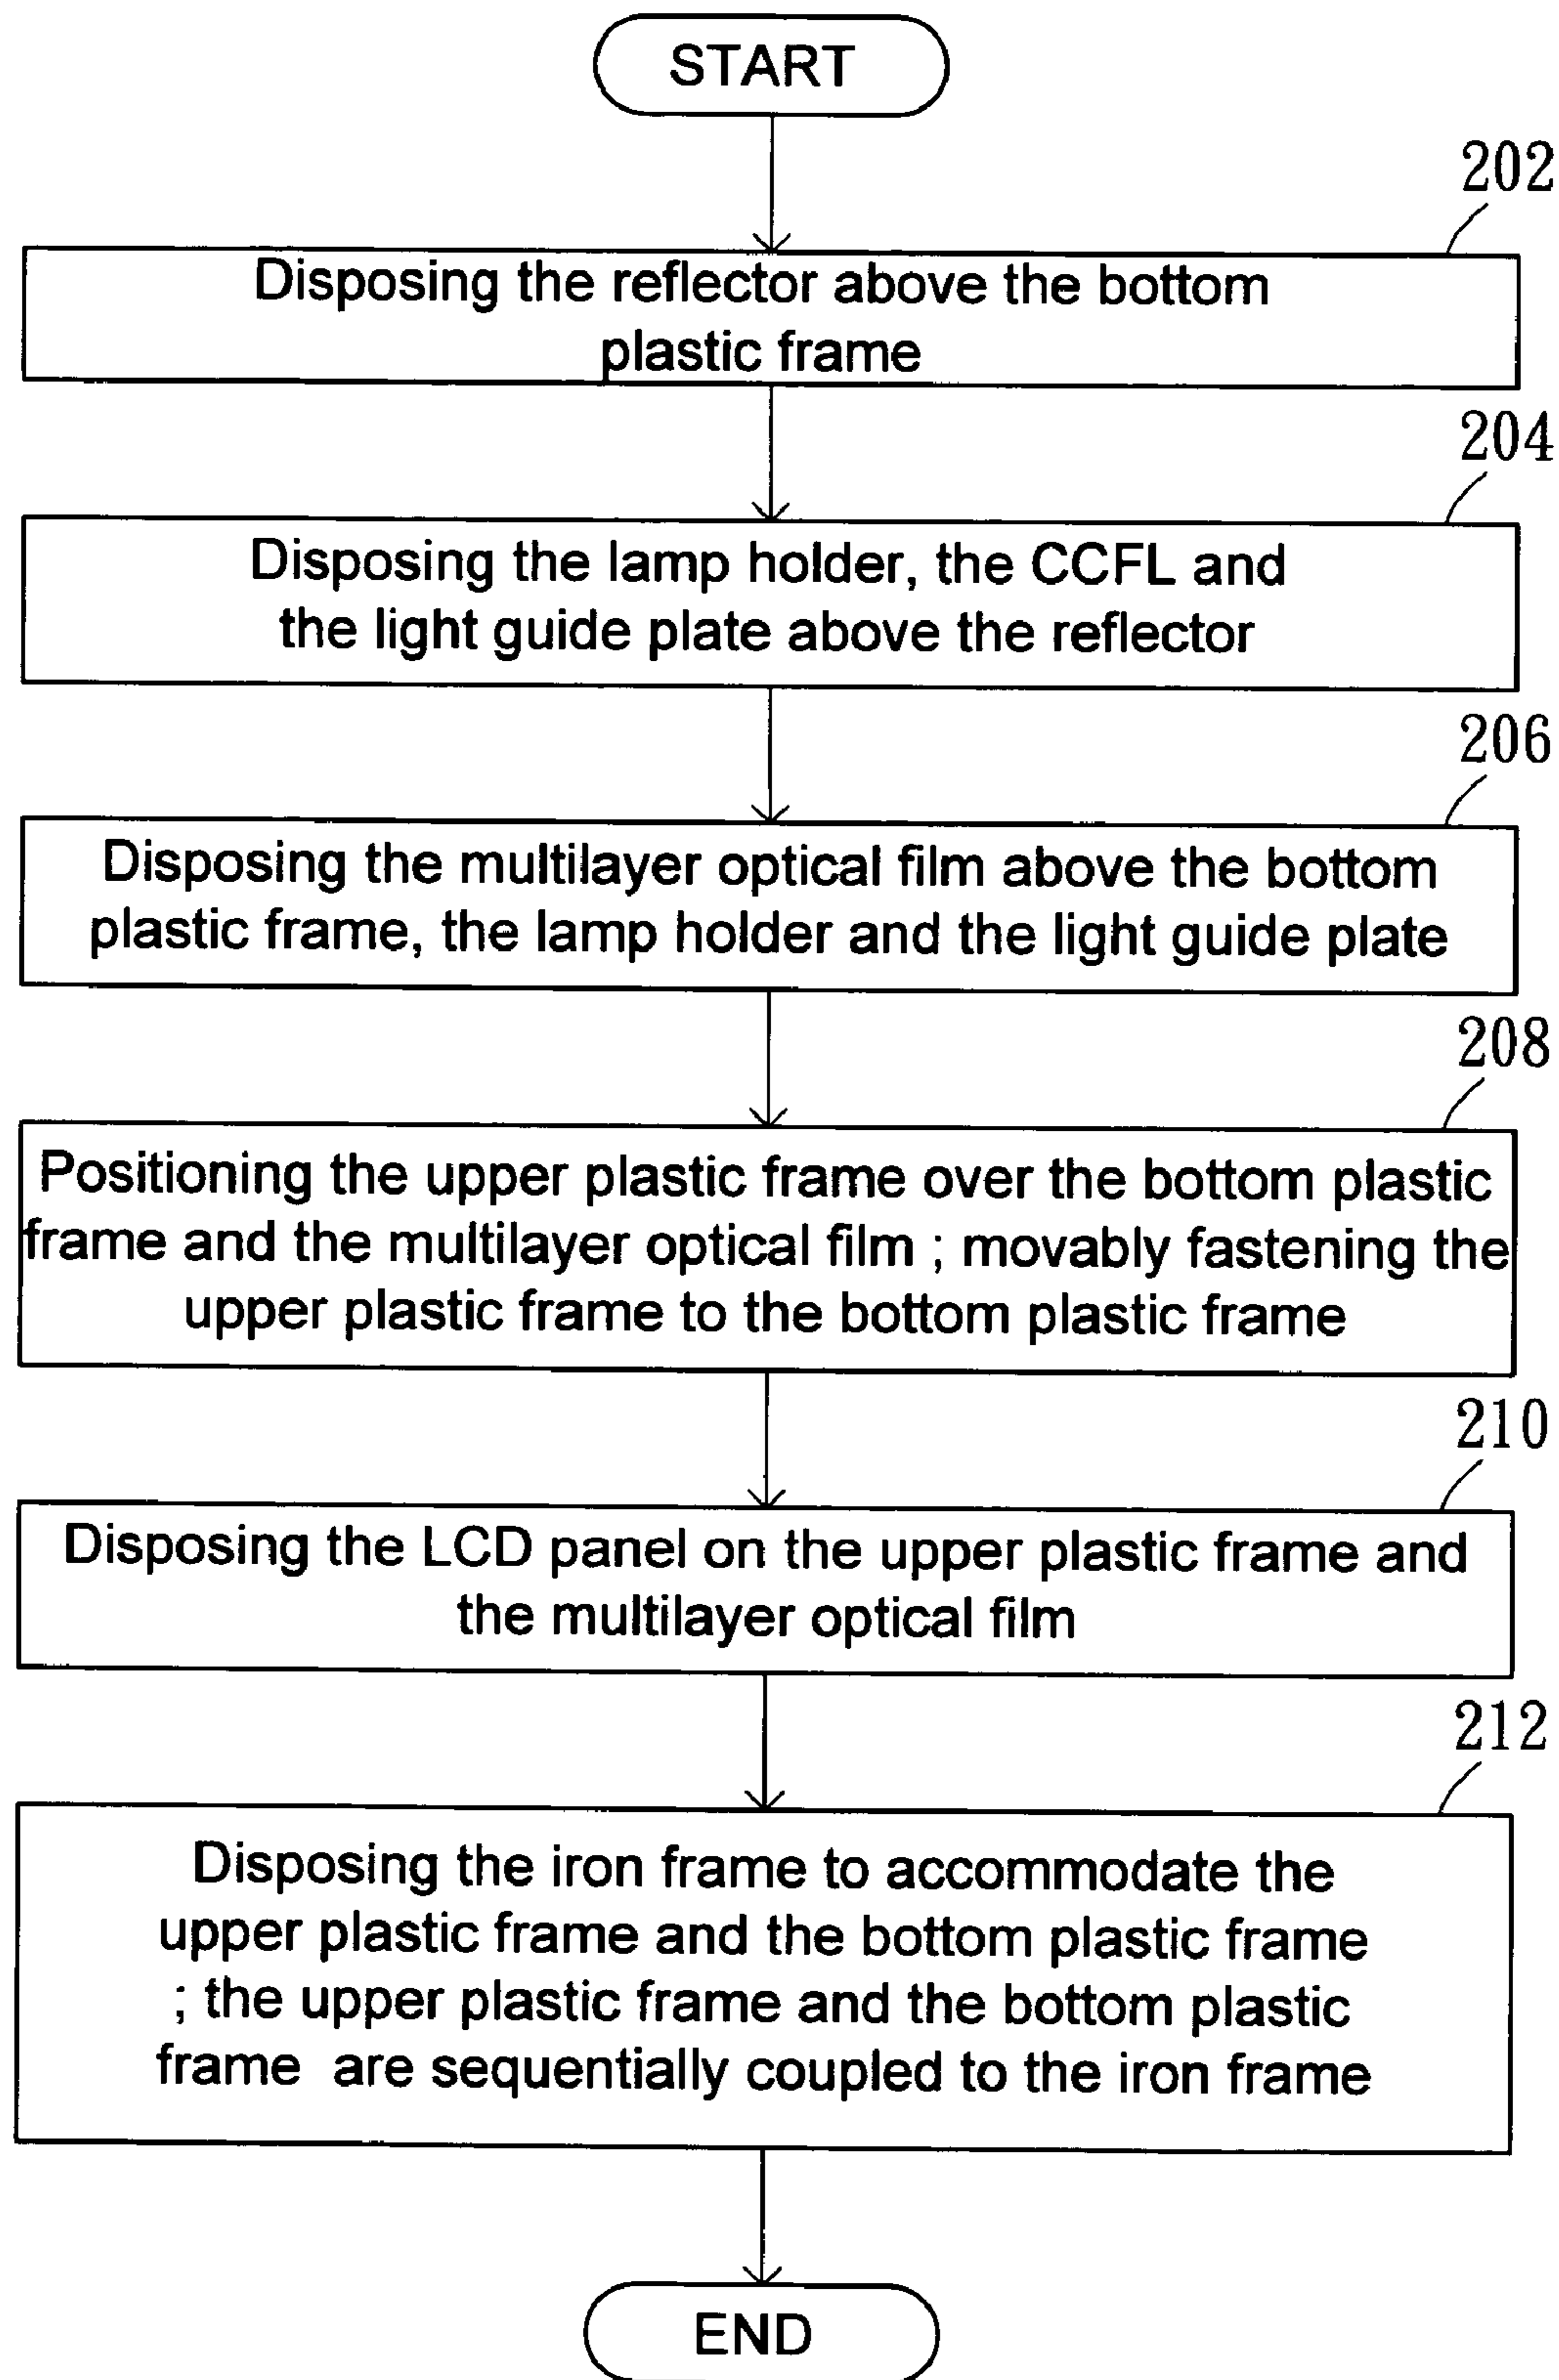 START
202
Disposing the reflector above the bottom
plastic frame
204
Disposing the lamp holder, the CCFL and
the light guide plate above the reflector
206
Disposing the multilayer optical film above the bottom
plastic frame, the lamp holder and the light guide plate
208
Positioning the upper plastic frame over the bottom plastic
frame and the multilayer optical film ; movably fastening the
upper plastic frame to the bottom plastic frame
210
Disposing the LCD panel on the upper plastic frame and
the multilayer optical film
212
Disposing the iron frame to accommodate the
upper plastic frame and the bottom plastic frame
; the upper plastic frame and the bottom plastic
frame are sequentially coupled to the iron frame
END